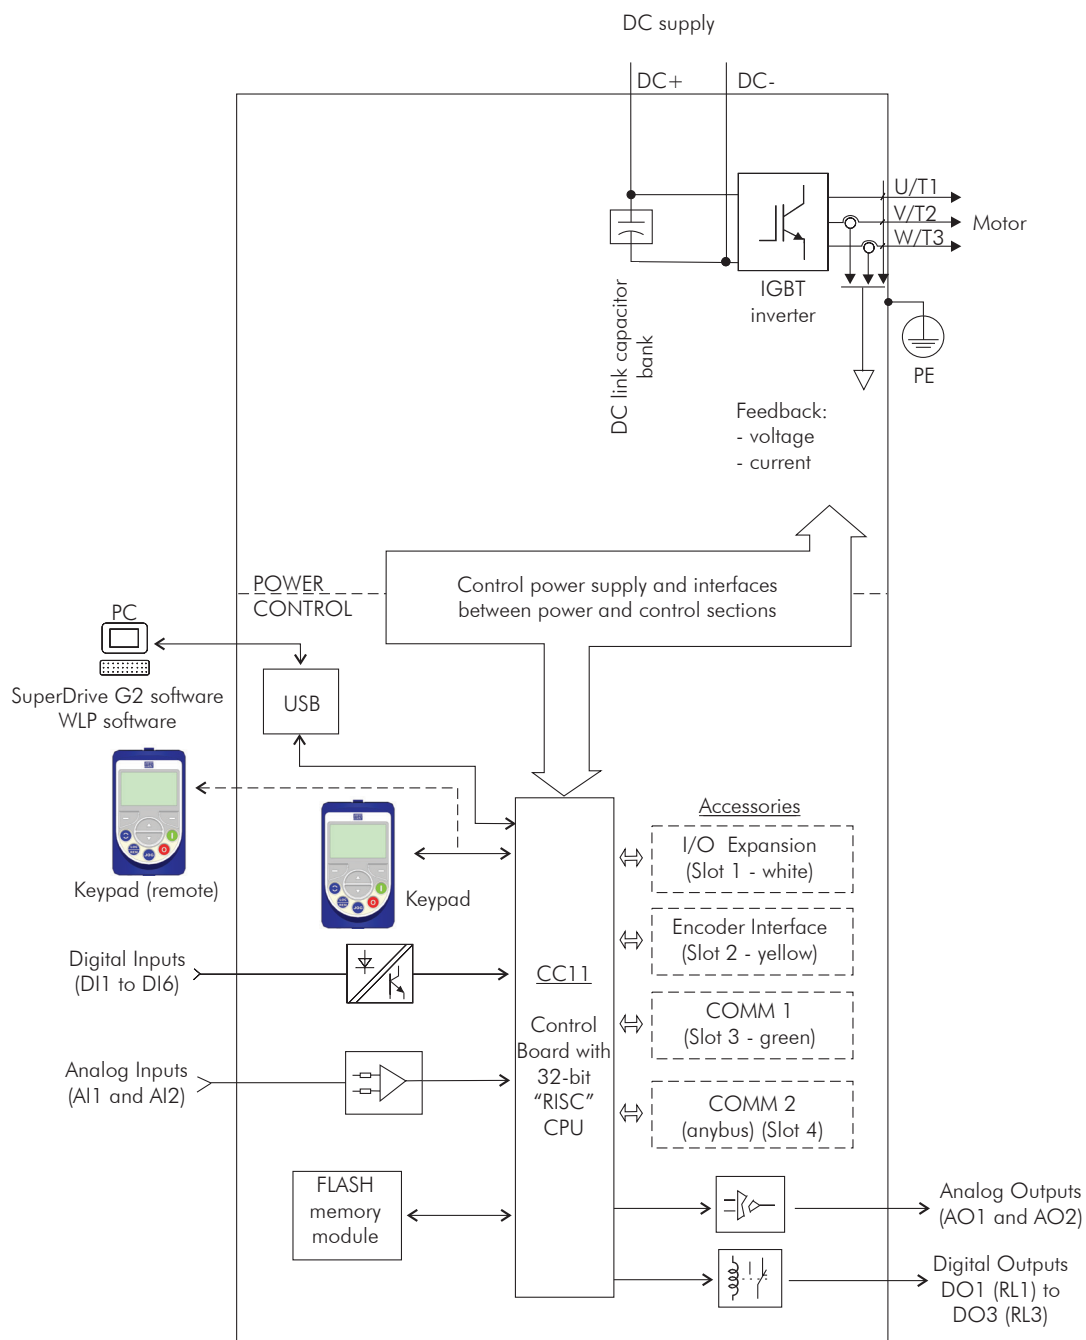 DC supply
DC+
DC-
U/T1
V/T2
W/T3
Motor
IGBT
inverter
PE
DC link capacitor
bank
Feedback:
- voltage
- current
POWER
CONTROL
Control power supply and interfaces
between power and control sections
PC
SuperDrive G2 software
WLP software
USB
Keypad (remote)
Keypad
Accessories
I/O Expansion
(Slot 1 - white)
Encoder Interface
(Slot 2 - yellow)
COMM 1
(Slot 3 - green)
COMM 2
(anybus) (Slot 4)
Digital Inputs
(DI1 to DI6)
Analog Inputs
(AI1 and AI2)
CC11
Control
Board with
32-bit
“RISC”
CPU
FLASH
memory
module
Analog Outputs
(AO1 and AO2)
Digital Outputs
DO1 (RL1) to
DO3 (RL3)